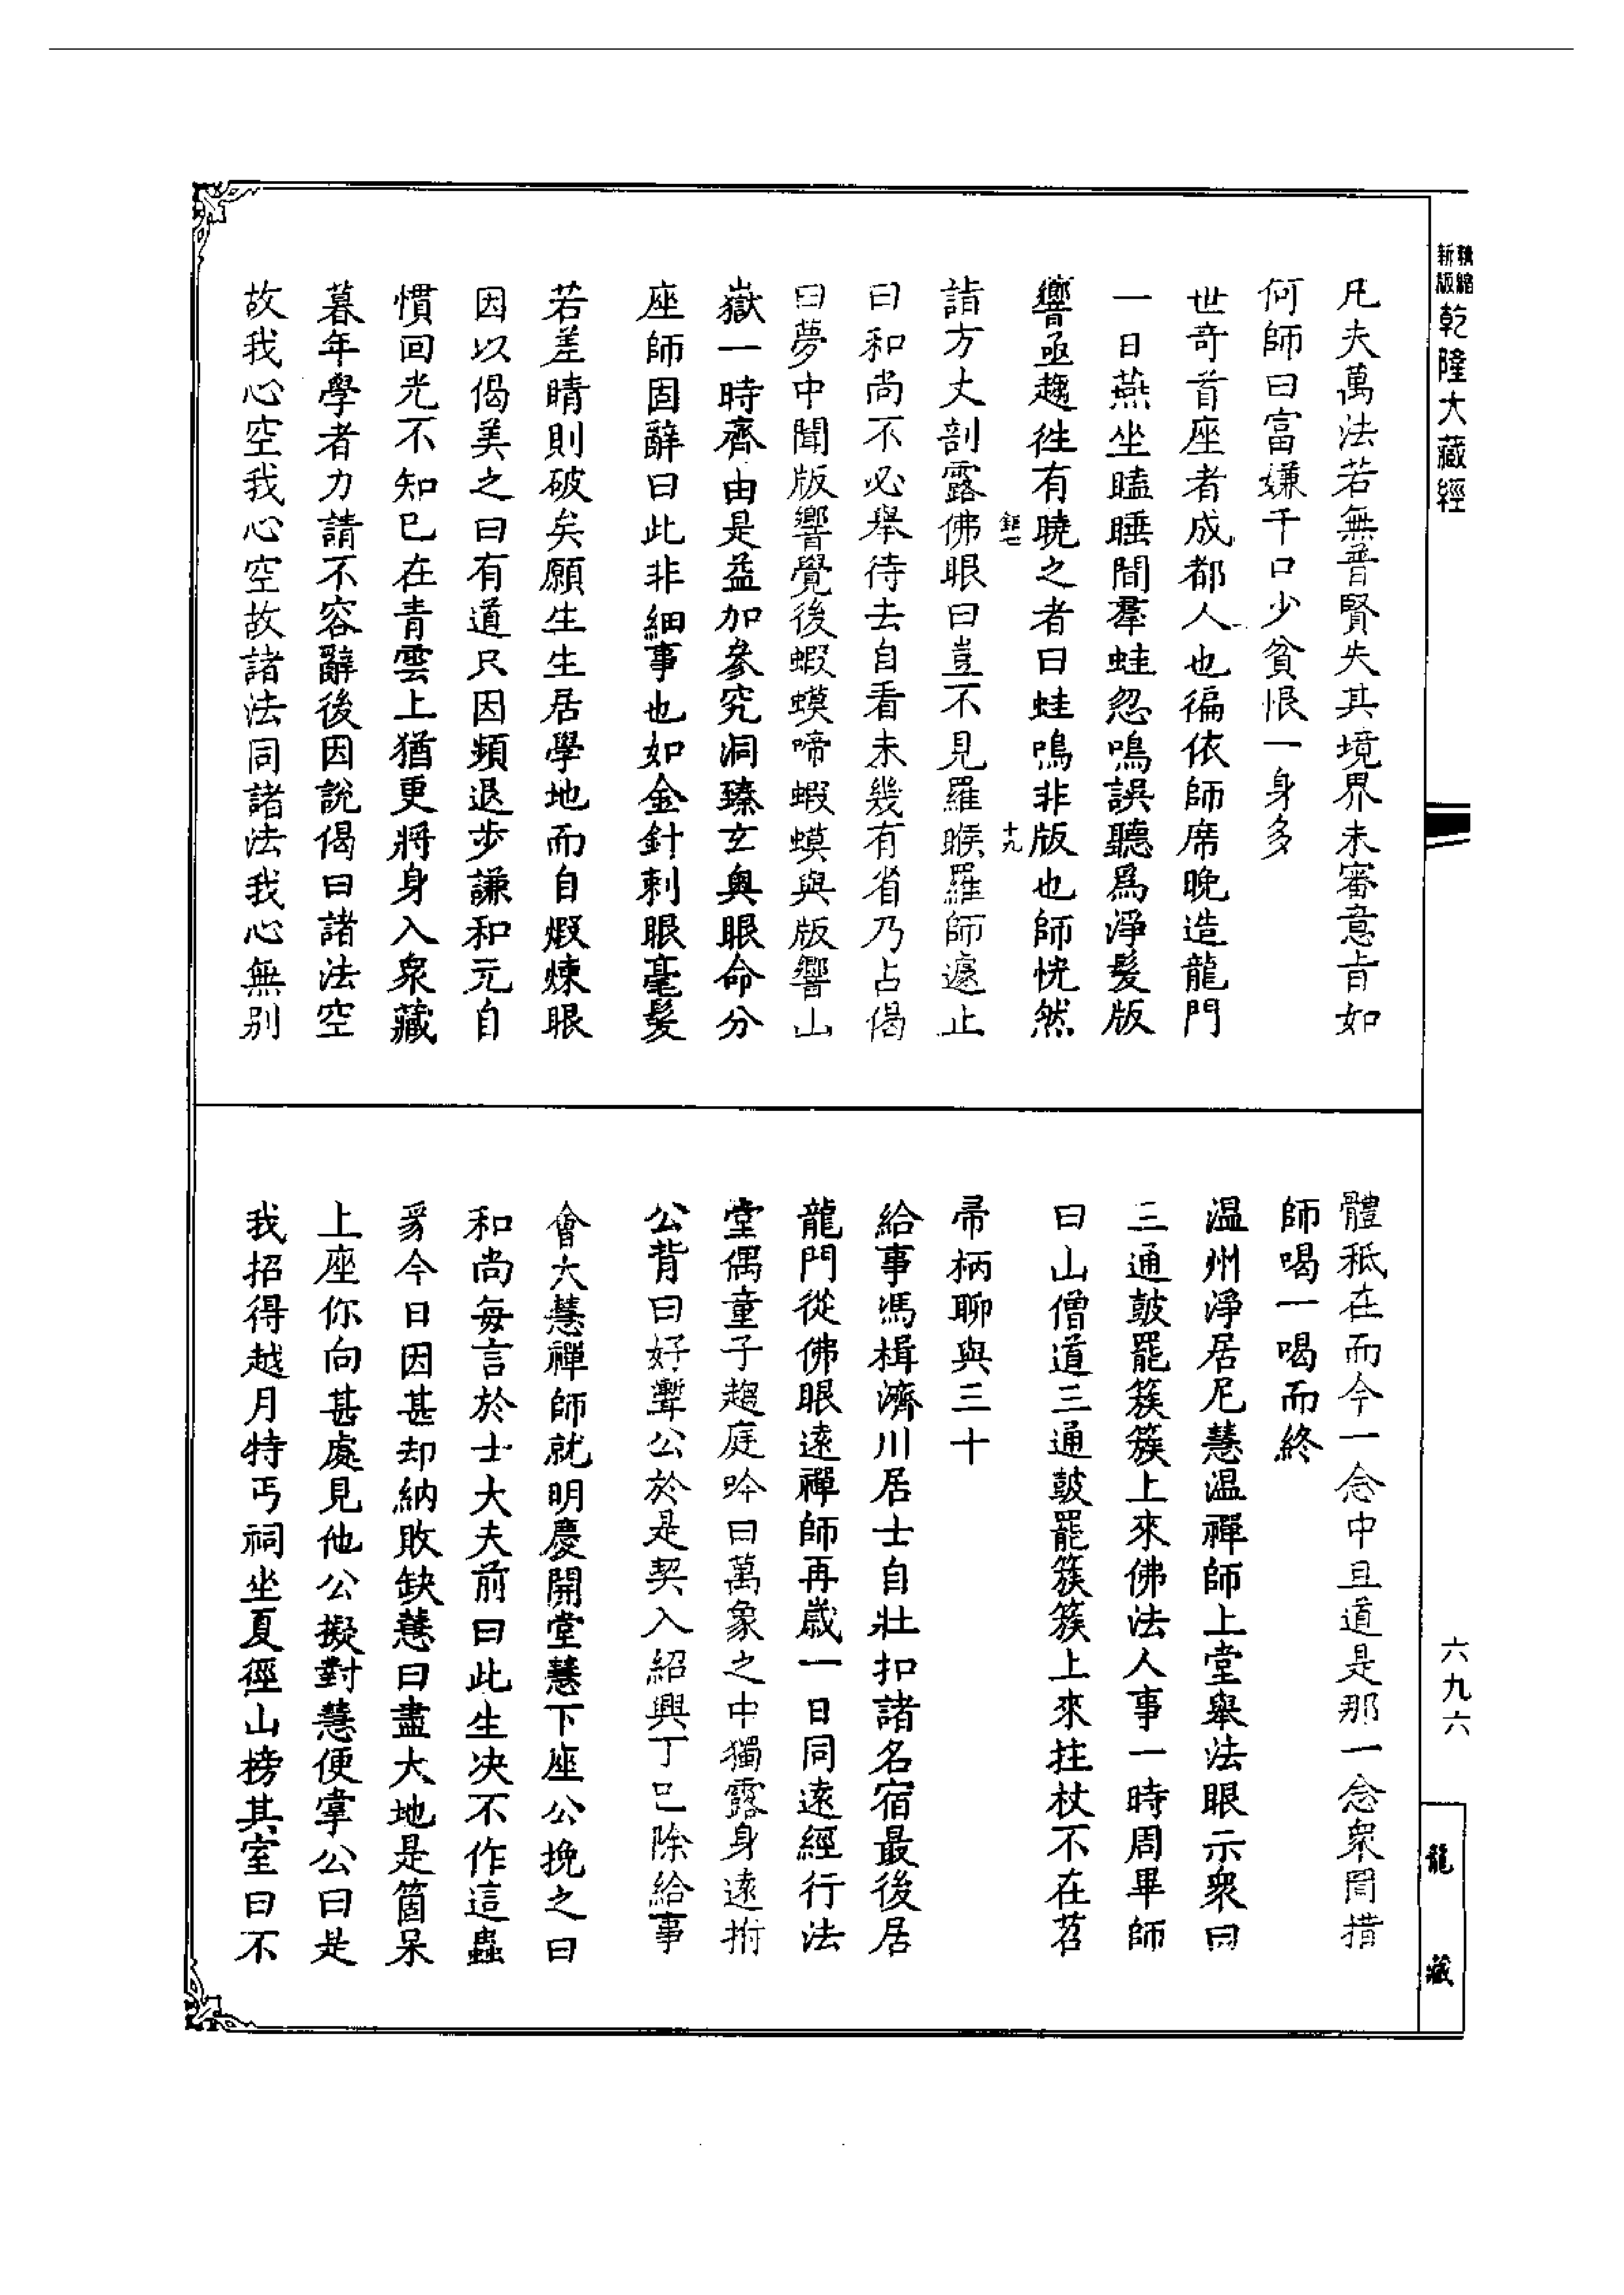 新版 縮
乾隆大藏經
凡夫萬法若無普賢失其境界未審意旨如
何師曰富嫌千口少貧恨一身多
世奇首座者成都人也徧依師席晚造龍門
一日燕坐瞌睡間羣蛙忽鳴誤聽爲淨髮版
響亟趨徃有曉之者曰蛙鳴非版也師恍然
十九
詣方丈剖露佛眼曰豈不見羅睺羅師遽止
曰和尚不必舉待去自看未幾有省乃占偈
曰夢中聞版響覺後蝦蟆啼蝦蟆與版響山
嶽一時齊由是益加參究洞臻玄奧眼命分
座師固辭曰此非細事也如金針刺眼毫髮
若差睛則破矣願生生居學地而自煆煉眼
因以偈美之曰有道只因頻退步謙和元自
慣回光不知已在青雲上猶更將身入衆藏
暮年學者力請不容辭後因說偈曰諸法空
故我心空我心空故諸法同諸法我心無別
體秪在而今一念中且道是那一念衆罔措
師喝一喝而終
温州淨居尼慧温禪師上堂舉法眼示衆曰
三通皷罷簇簇上來佛法人事一時周畢師
曰山僧道三通皷罷簇簇上來拄杖不在苕
帚柄聊與三十
給事馮楫濟川居士自壯扣諸名宿最後居
龍門從佛眼遠禪師再歲一日同遠經行法
堂偶童子趨庭吟曰萬象之中獨露身遠拊
公背曰好聻公於是契入紹興丁巳除給事
會大慧禪師就明慶開堂慧下座公挽之曰
和尚每言於士大夫前曰此生决不作這蟲
豸今日因甚却納敗缺慧曰盡大地是箇杲
上座你向甚處見他公擬對慧便掌公曰是
我招得越月特丐祠坐夏徑山榜其室曰不
六九六
龍藏